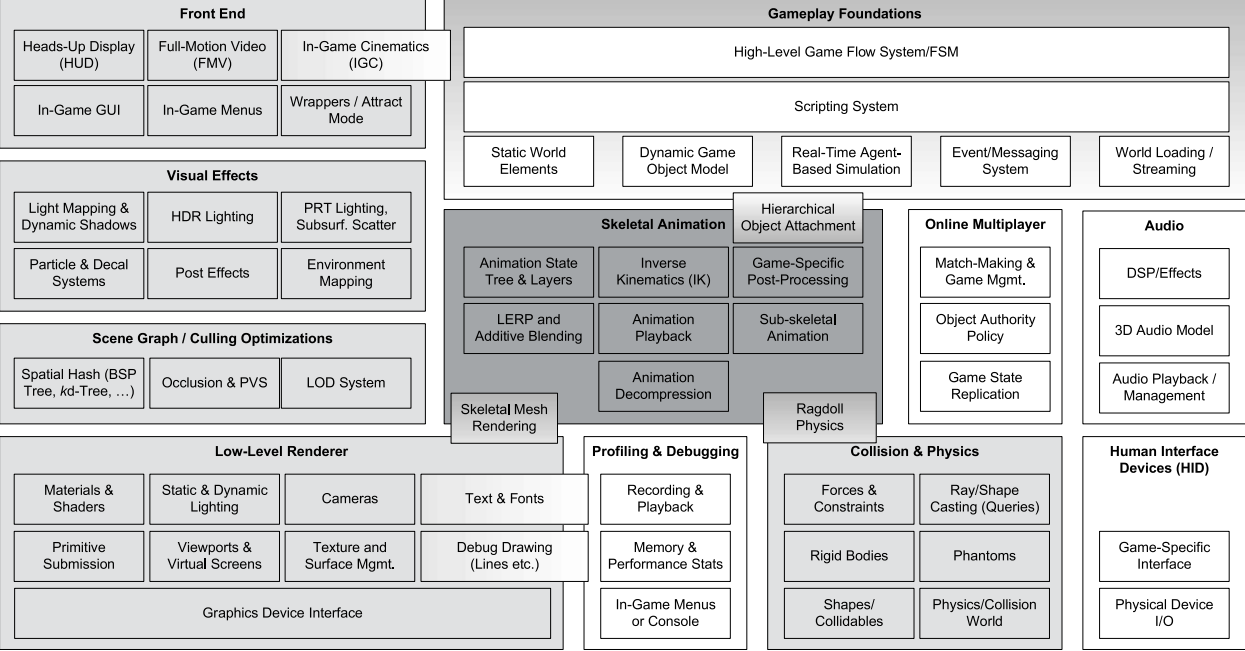 Front End
Heads-Up Display
(HUD)
Full-Motion Video
(FMV)
In-Game Cinematics
(IGC)
In-Game GUI
In-Game Menus
Wrappers / Attract
Mode
Gameplay Foundations
High-Level Game Flow System/FSM
Scripting System
Static World
Elements
Dynamic Game
Object Model
Real-Time Agent-
Based Simulation
Event/Messaging
System
World Loading /
Streaming
Visual Effects
Light Mapping &
Dynamic Shadows
HDR Lighting
PRT Lighting,
Subsurf. Scatter
Particle & Decal
Systems
Post Effects
Environment
Mapping
Skeletal Animation
Hierarchical
Object Attachment
Animation State
Tree & Layers
Inverse
Kinematics (IK)
Game-Specific
Post-Processing
LERP and
Additive Blending
Animation
Playback
Sub-skeletal
Animation
Animation
Decompression
Online Multiplayer
Match-Making &
Game Mgmt.
Object Authority
Policy
Game State
Replication
Audio
DSP/Effects
3D Audio Model
Audio Playback /
Management
Scene Graph / Culling Optimizations
Spatial Hash (BSP
Tree, kd-Tree, …)
Occlusion & PVS
LOD System
Skeletal Mesh
Rendering
Ragdoll
Physics
Low-Level Renderer
Materials &
Shaders
Static & Dynamic
Lighting
Cameras
Text & Fonts
Primitive
Submission
Viewports &
Virtual Screens
Texture and
Surface Mgmt.
Debug Drawing
(Lines etc.)
Graphics Device Interface
Profiling & Debugging
Recording &
Playback
Memory &
Performance Stats
In-Game Menus
or Console
Collision & Physics
Forces &
Constraints
Ray/Shape
Casting (Queries)
Rigid Bodies
Phantoms
Shapes/
Collidables
Physics/Collision
World
Human Interface
Devices (HID)
Game-Specific
Interface
Physical Device
I/O